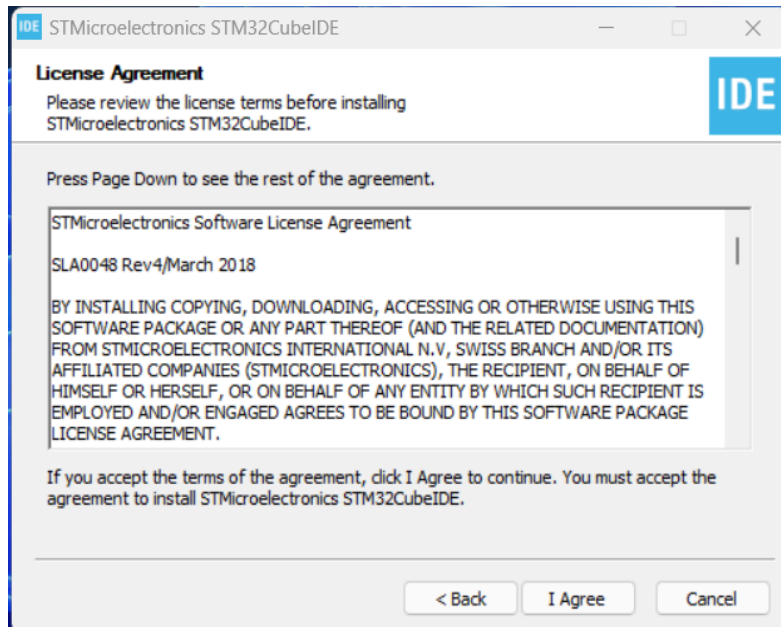 IDE STMicroelectronics STM32CubeIDE
License Agreement
Please review the license terms before installing
STMicroelectronics STM32CubeIDE.
IDE
Press Page Down to see the rest of the agreement.
STMicroelectronics Software License Agreement
SLA0048 Rev4/March 2018
BY INSTALLING COPYING, DOWNLOADING, ACCESSING OR OTHERWISE USING THIS
SOFTWARE PACKAGE OR ANY PART THEREOF (AND THE RELATED DOCUMENTATION)
FROM STMICROELECTRONICS INTERNATIONAL N.V, SWISS BRANCH AND/OR ITS
AFFILIATED COMPANIES (STMICROELECTRONICS), THE RECIPIENT, ON BEHALF OF
HIMSELF OR HERSELF, OR ON BEHALF OF ANY ENTITY BY WHICH SUCH RECIPIENT IS
EMPLOYED AND/OR ENGAGED AGREES TO BE BOUND BY THIS SOFTWARE PACKAGE
LICENSE AGREEMENT.
If you accept the terms of the agreement, click I Agree to continue. You must accept the
agreement to install STMicroelectronics STM32CubeIDE.
< Back I Agree Cancel